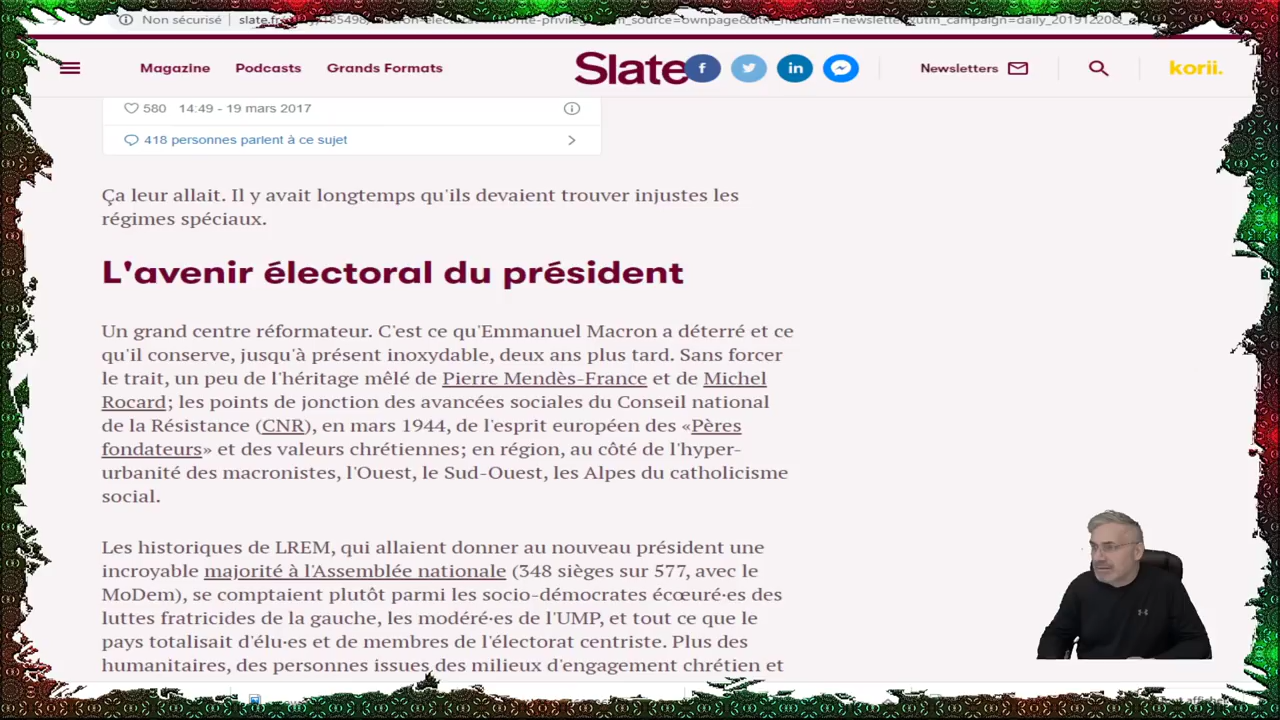 Non sécurisé
Magazine Podcasts Grands Formats Slate f in Newsletters korii.
580 14:49 - 19 mars 2017
418 personnes parlent à ce sujet
Ça leur allait. Il y avait longtemps qu'ils devaient trouver injustes les
régimes spéciaux.
L'avenir électoral du président
Un grand centre réformateur. C'est ce qu'Emmanuel Macron a déterré et ce
qu'il conserve, jusqu'à présent inoxydable, deux ans plus tard. Sans forcer
le trait, un peu de l'héritage mêlé de Pierre Mendès-France et de Michel
Rocard; les points de jonction des avancées sociales du Conseil national
de la Résistance (CNR), en mars 1944, de l'esprit européen des «Pères
fondateurs» et des valeurs chrétiennes; en région, au côté de l'hyper-
urbanité des macronistes, l'Ouest, le Sud-Ouest, les Alpes du catholicisme
social.
Les historiques de LREM, qui allaient donner au nouveau président une
incroyable majorité à l'Assemblée nationale (348 sièges sur 577, avec le
MoDem), se comptaient plutôt parmi les socio-démocrates écœuré·es des
luttes fratricides de la gauche, les modéré·es de l'UMP, et tout ce que le
pays totalisait d'élu·es et de membres de l'électorat centriste. Plus des
humanitaires, des personnes issues des milieux d'engagement chrétien et